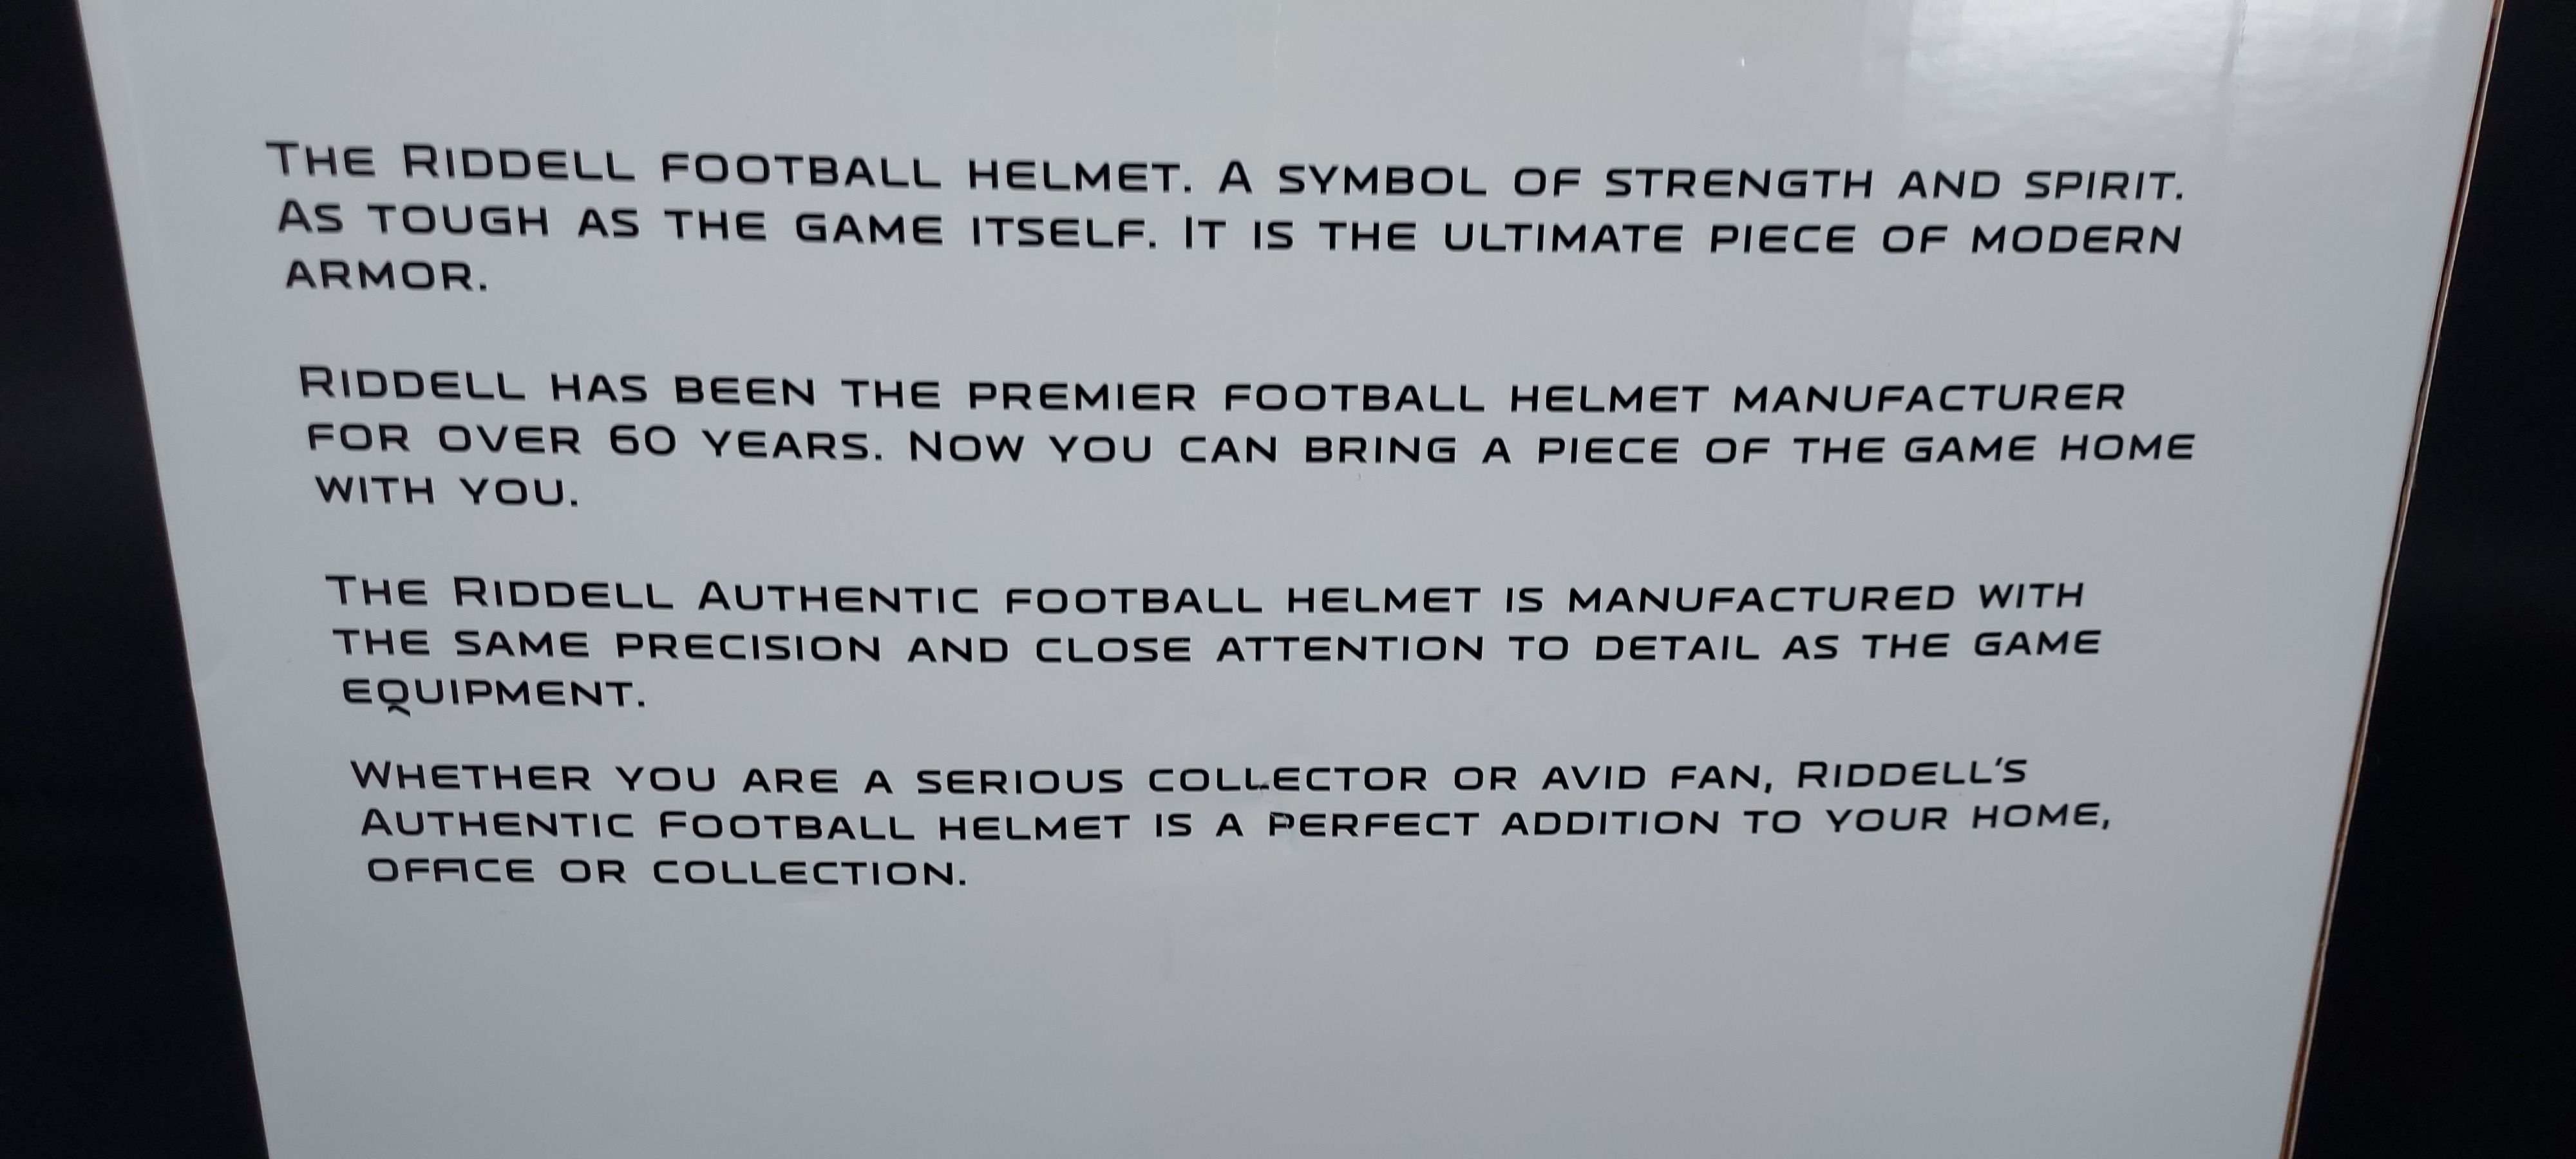 The Riddell football helmet. A symbol of strength and spirit.
As tough as the game itself. It is the ultimate piece of modern
armor.
Riddell has been the premier football helmet manufacturer
for over 60 years. Now you can bring a piece of the game home
with you.
The Riddell Authentic football helmet is manufactured with
the same precision and close attention to detail as the game
equipment.
Whether you are a serious collector or avid fan, Riddell's
Authentic Football helmet is a perfect addition to your home,
office or collection.